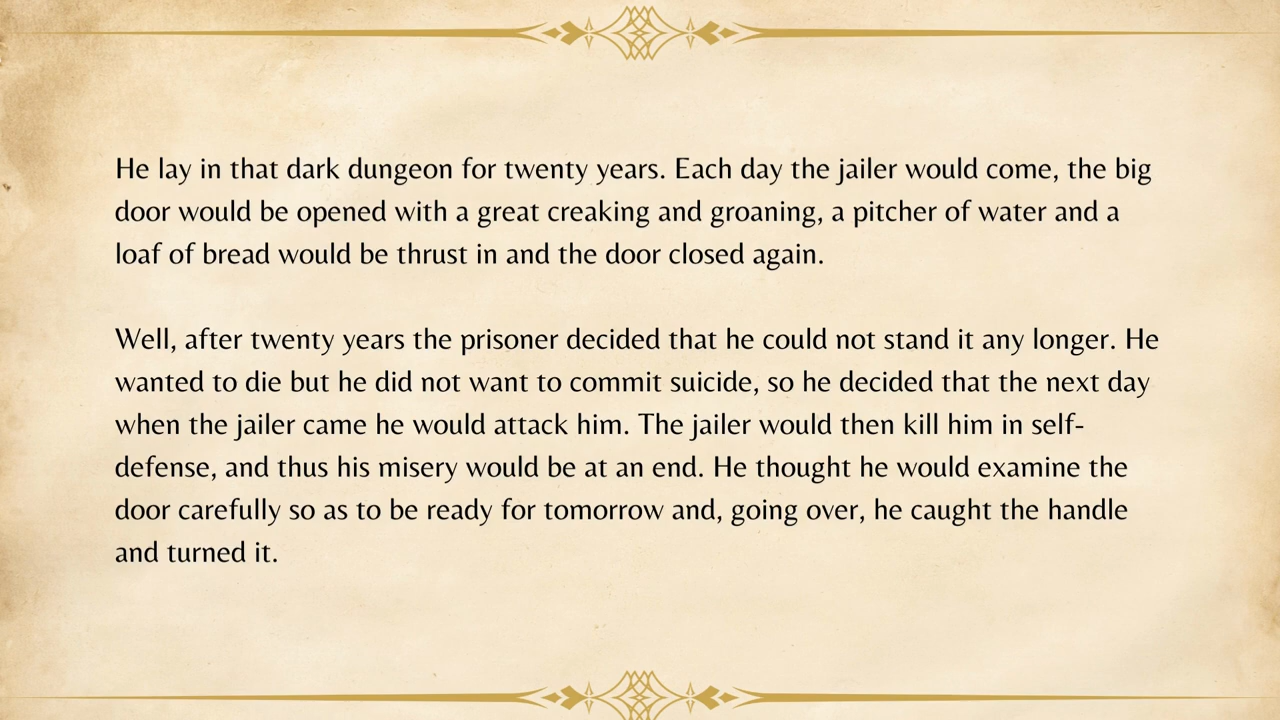 He lay in that dark dungeon for twenty years. Each day the jailer would come, the big
door would be opened with a great creaking and groaning, a pitcher of water and a
loaf of bread would be thrust in and the door closed again.
Well, after twenty years the prisoner decided that he could not stand it any longer. He
wanted to die but he did not want to commit suicide, so he decided that the next day
when the jailer came he would attack him. The jailer would then kill him in self-
defense, and thus his misery would be at an end. He thought he would examine the
door carefully so as to be ready for tomorrow and, going over, he caught the handle
and turned it.